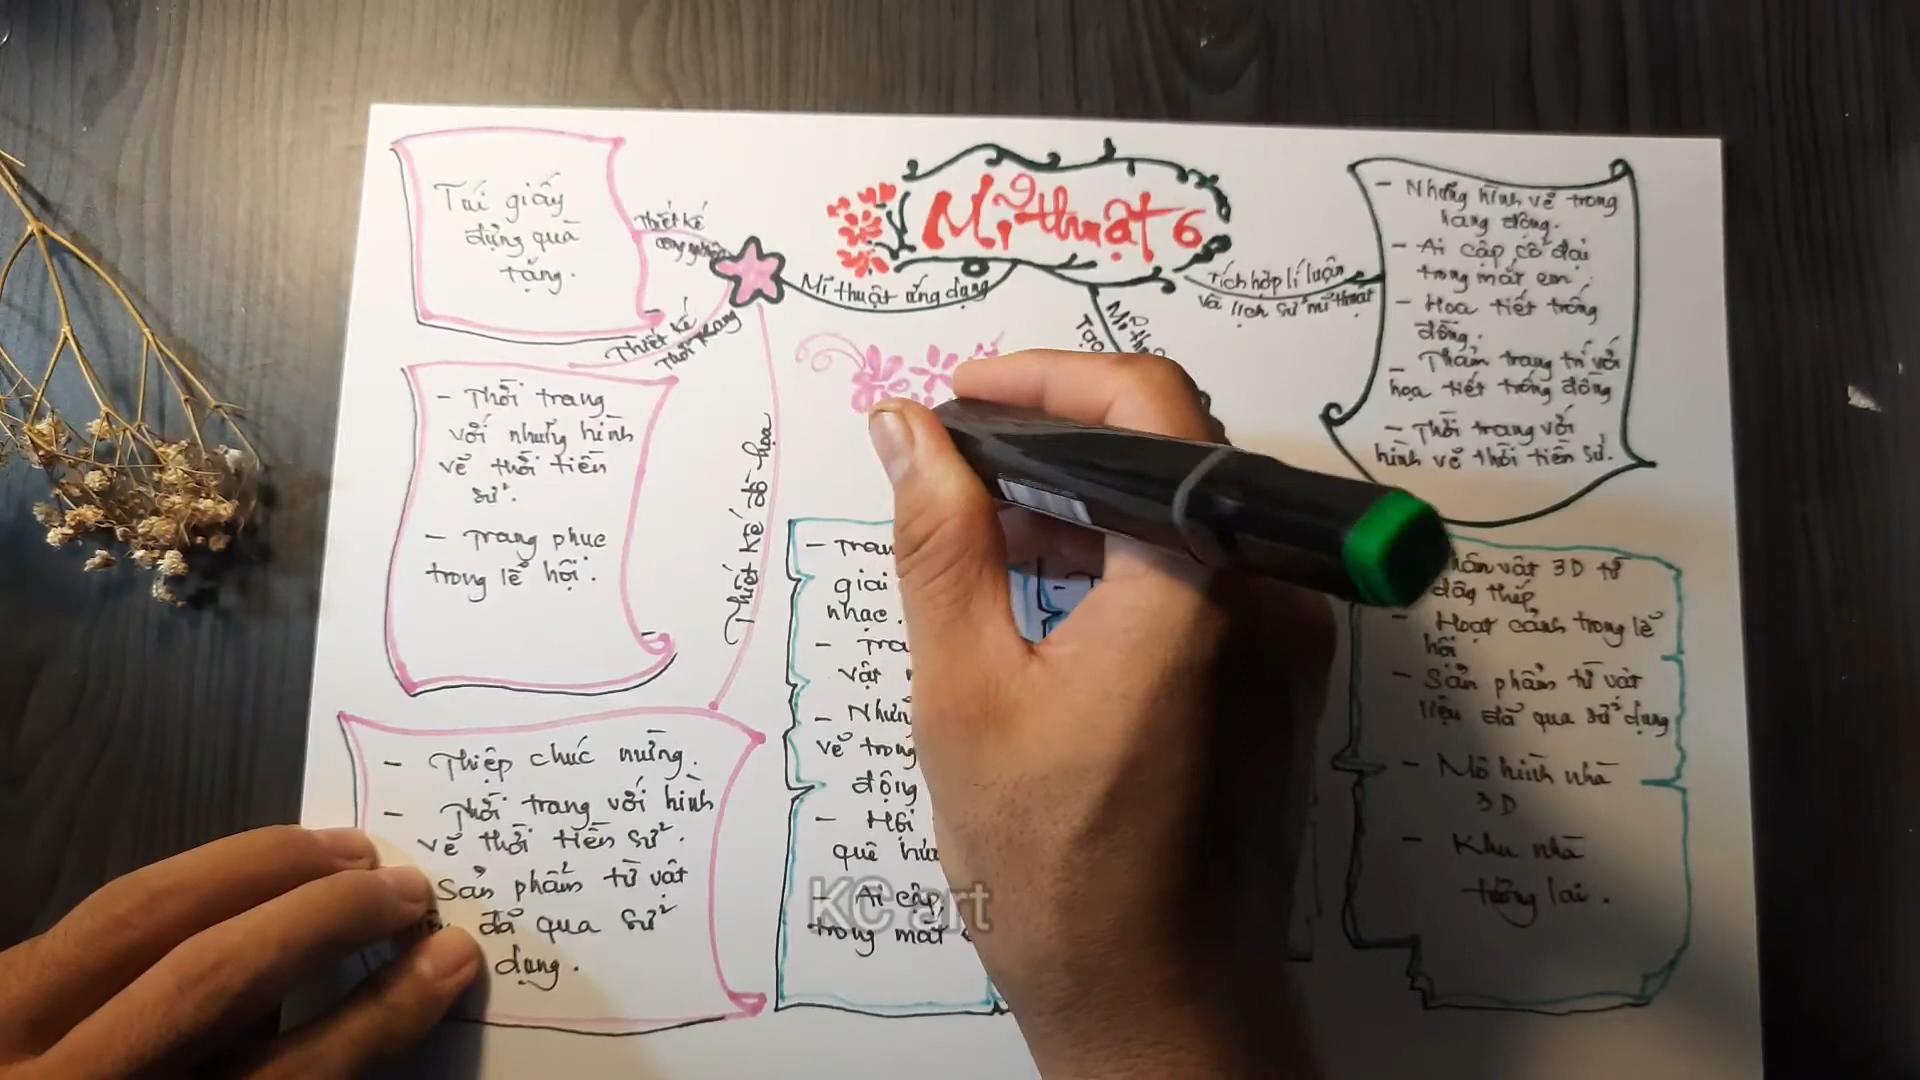 Mĩ thuật 6
Túi giấy
đựng quà
tặng.
Thiết kế
công nghiệp
Thiết kế
Thời trang
Mĩ thuật ứng dụng
Tích hợp lí luận
và lịch sử mĩ thuật
Tạo
- Những hình vẽ trong
hang động.
- Ai cập cổ đại
trong mắt em
- Họa tiết trống
đồng.
- Thảm trang trí với
họa tiết trống đồng
- Thời trang với
hình vẽ thời tiền sử.
- Thời trang
với những hình
vẽ thời tiền
sử.
- Trang phục
trong lễ hội.
Thiết kế đồ họa
- Thiệp chúc mừng.
- Thời trang với hình
vẽ thời tiền sử.
Sản phẩm từ vật
đã qua sử
dụng.
giai
nhạc.
vật
vẽ trong
động
- Hội
quê
- Ai cập
trong mắt
vật 3D từ
dây thép
- Hoạt cảnh trong lễ
hội
- Sản phẩm từ vật
liệu đã qua sử dụng
- Mô hình nhà
3D
- Khu nhà
tương lai.
KC art